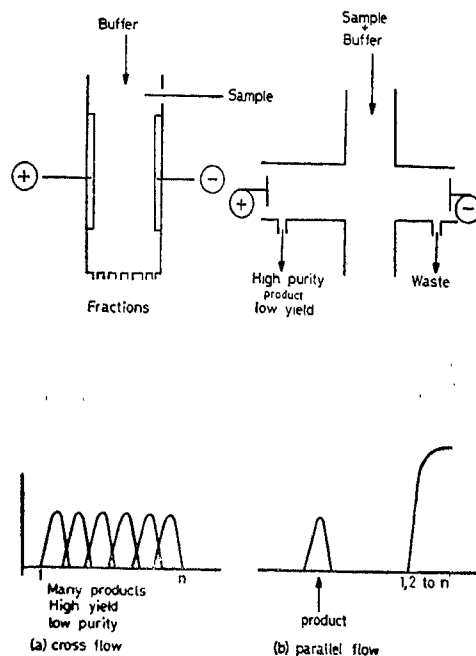 Buffer
Sample
+
−
Fractions
Sample
+
Buffer
+
−
High purity
product
low yield
Waste
1
n
Many products
High yield
low purity
(a) cross flow
1,2 to n
product
(b) parallel flow